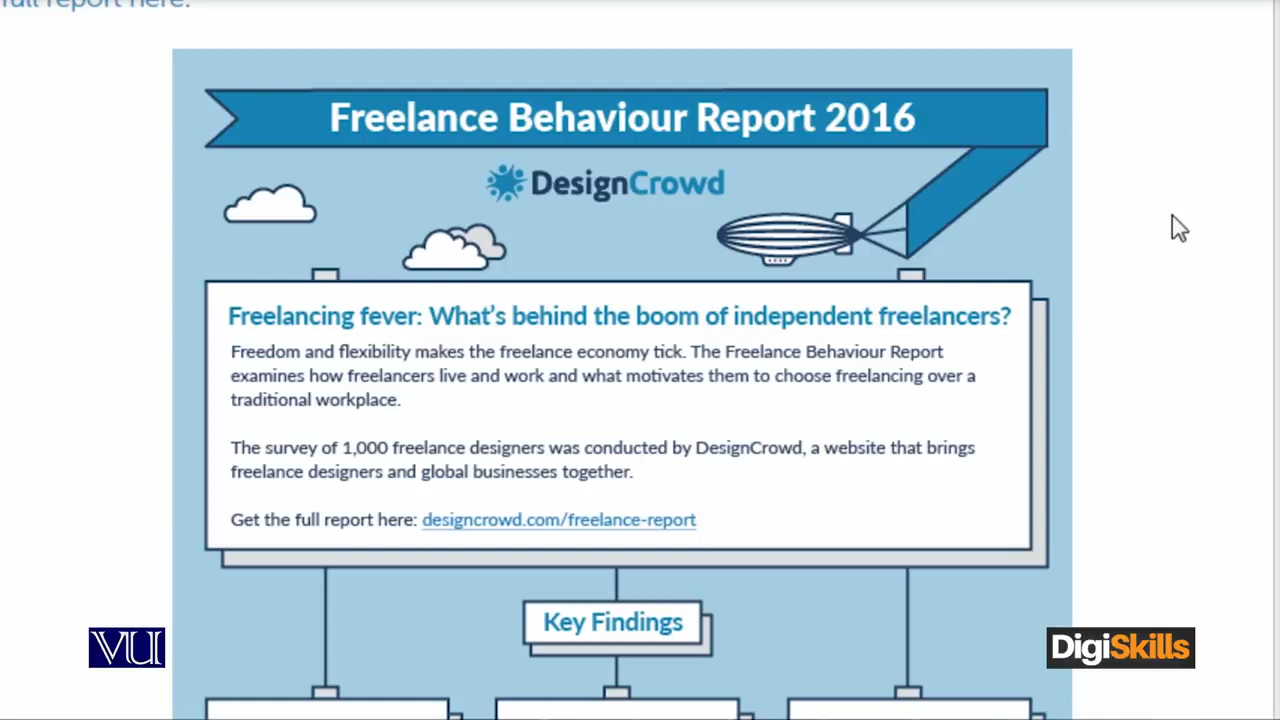 full report here.
Freelance Behaviour Report 2016
DesignCrowd
Freelancing fever: What's behind the boom of independent freelancers?
Freedom and flexibility makes the freelance economy tick. The Freelance Behaviour Report
examines how freelancers live and work and what motivates them to choose freelancing over a
traditional workplace.
The survey of 1,000 freelance designers was conducted by DesignCrowd, a website that brings
freelance designers and global businesses together.
Get the full report here: designcrowd.com/freelance-report
Key Findings
VU
DigiSkills